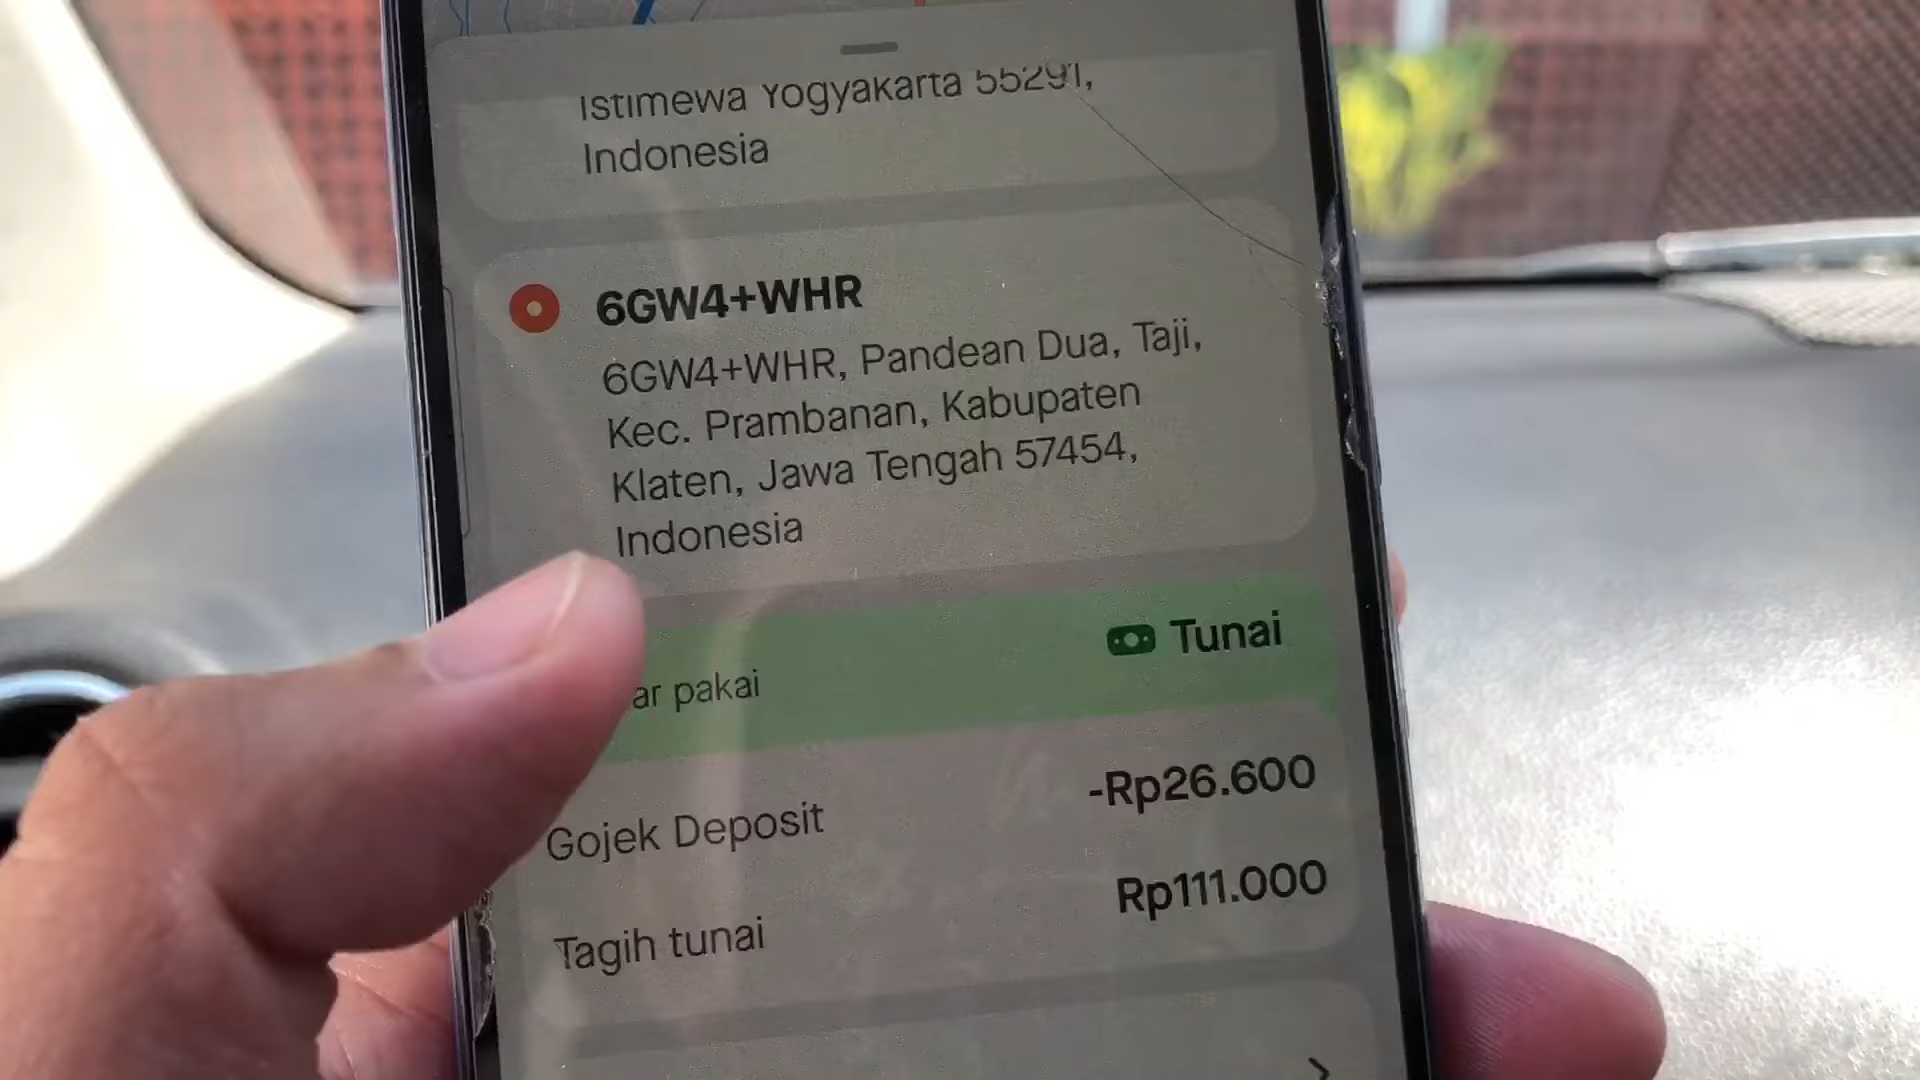 Istimewa Yogyakarta 55291,
Indonesia
6GW4+WHR
6GW4+WHR, Pandean Dua, Taji,
Kec. Prambanan, Kabupaten
Klaten, Jawa Tengah 57454,
Indonesia
Tunai
ar pakai
-Rp26.600
Gojek Deposit
Rp111.000
Tagih tunai